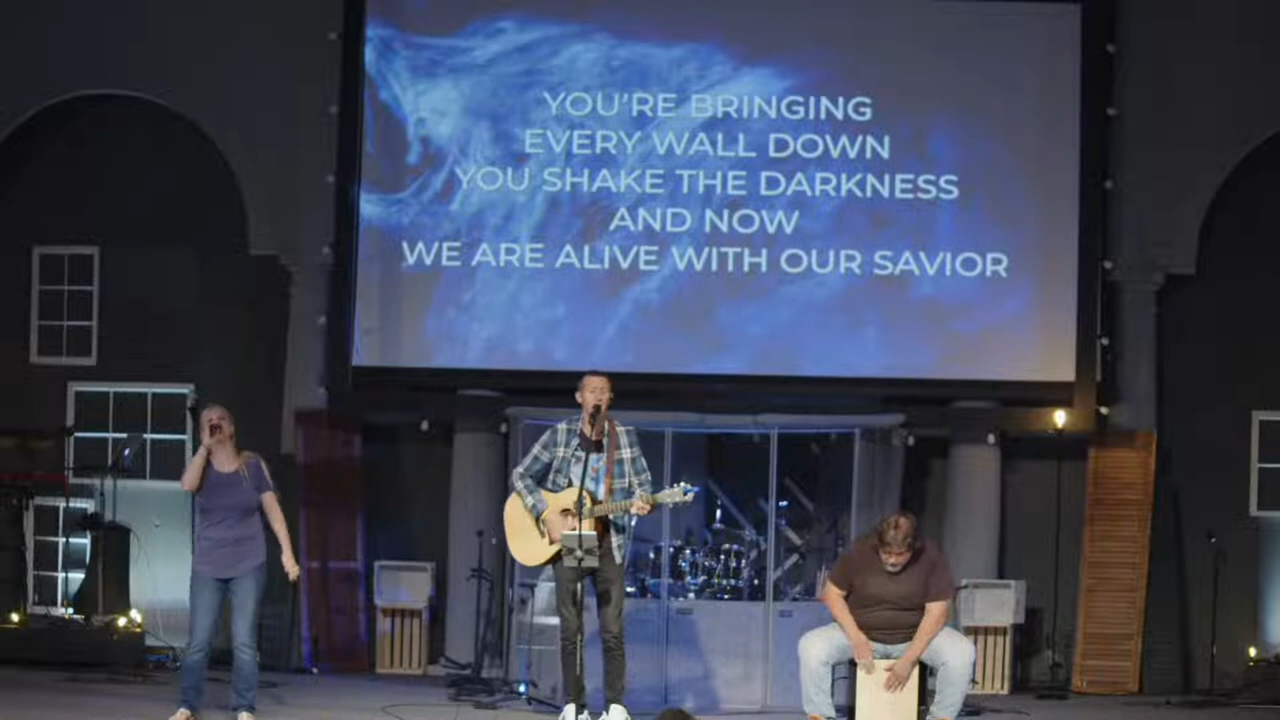 YOU'RE BRINGING
EVERY WALL DOWN
YOU SHAKE THE DARKNESS
AND NOW
WE ARE ALIVE WITH OUR SAVIOR